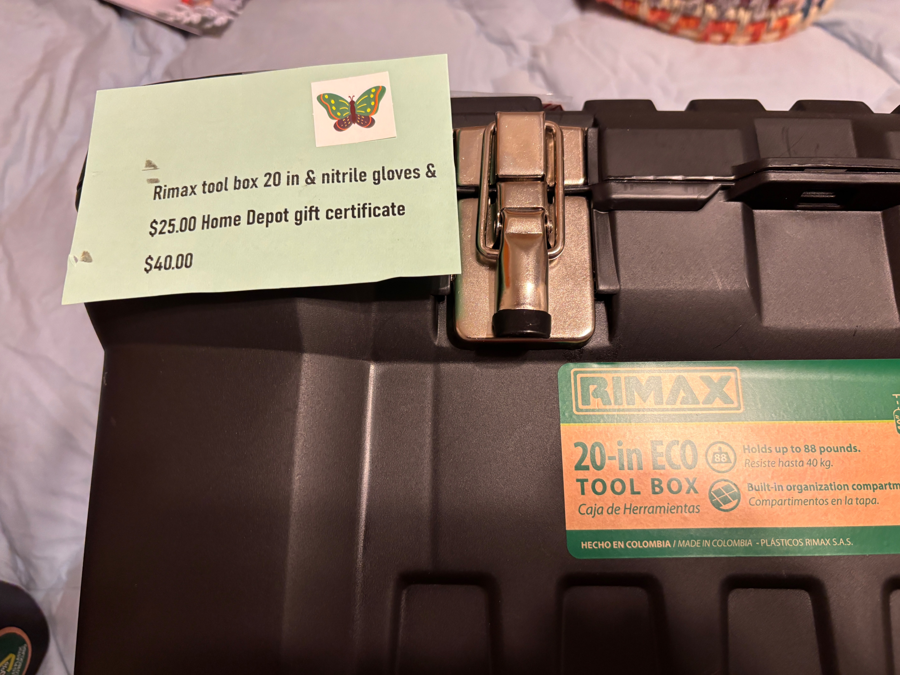 Rimax tool box 20 in & nitrile gloves &
$25.00 Home Depot gift certificate
$40.00
RIMAX
20-in ECO
TOOL BOX
Caja de Herramientas
88
Holds up to 88 pounds.
Resiste hasta 40 kg.
Built-in organization
Compartimentos en la tapa.
HECHO EN COLOMBIA / MADE IN COLOMBIA - PLÁSTICOS RIMAX S.A.S.